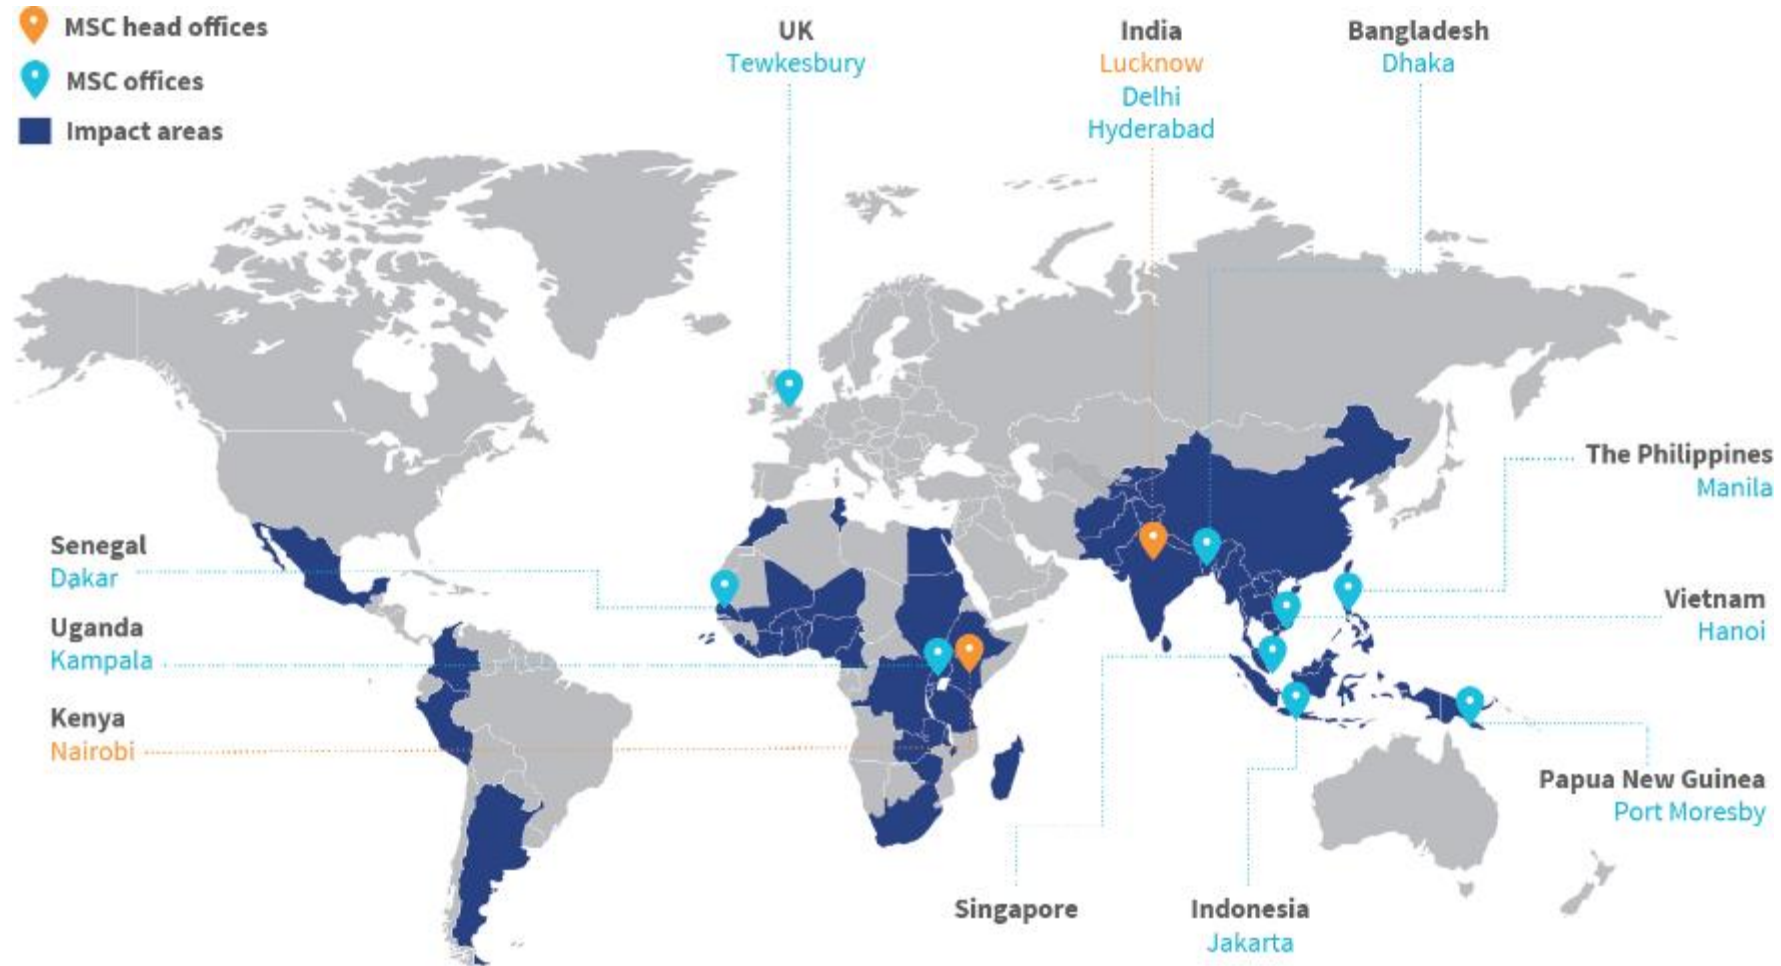 MSC head offices
MSC offices
Impact areas
UK
Tewkesbury
India
Lucknow
Delhi
Hyderabad
Bangladesh
Dhaka
The Philippines
Manila
Senegal
Dakar
Vietnam
Hanoi
Uganda
Kampala
Kenya
Nairobi
Papua New Guinea
Port Moresby
Singapore
Indonesia
Jakarta